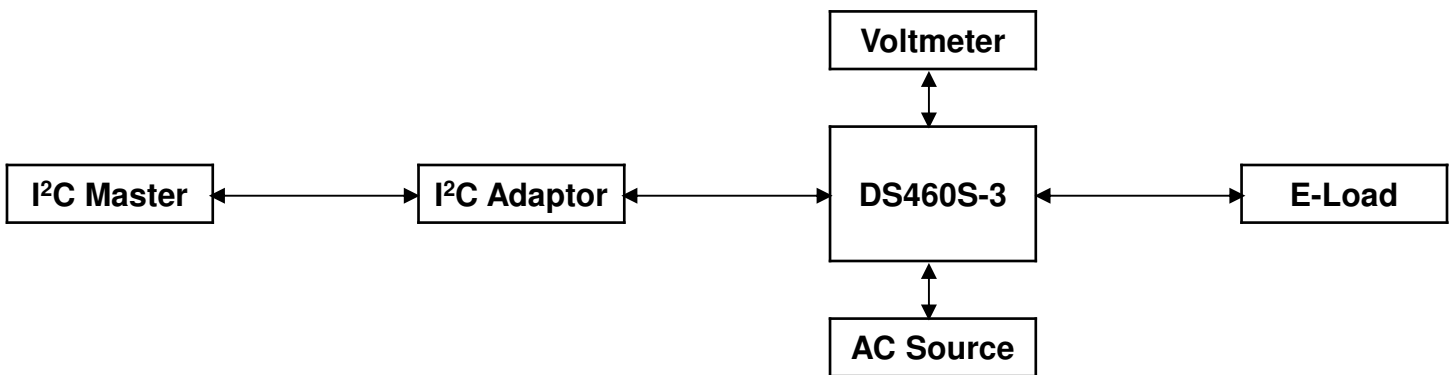 Voltmeter
I²C Master
I²C Adaptor
DS460S-3
E-Load
AC Source